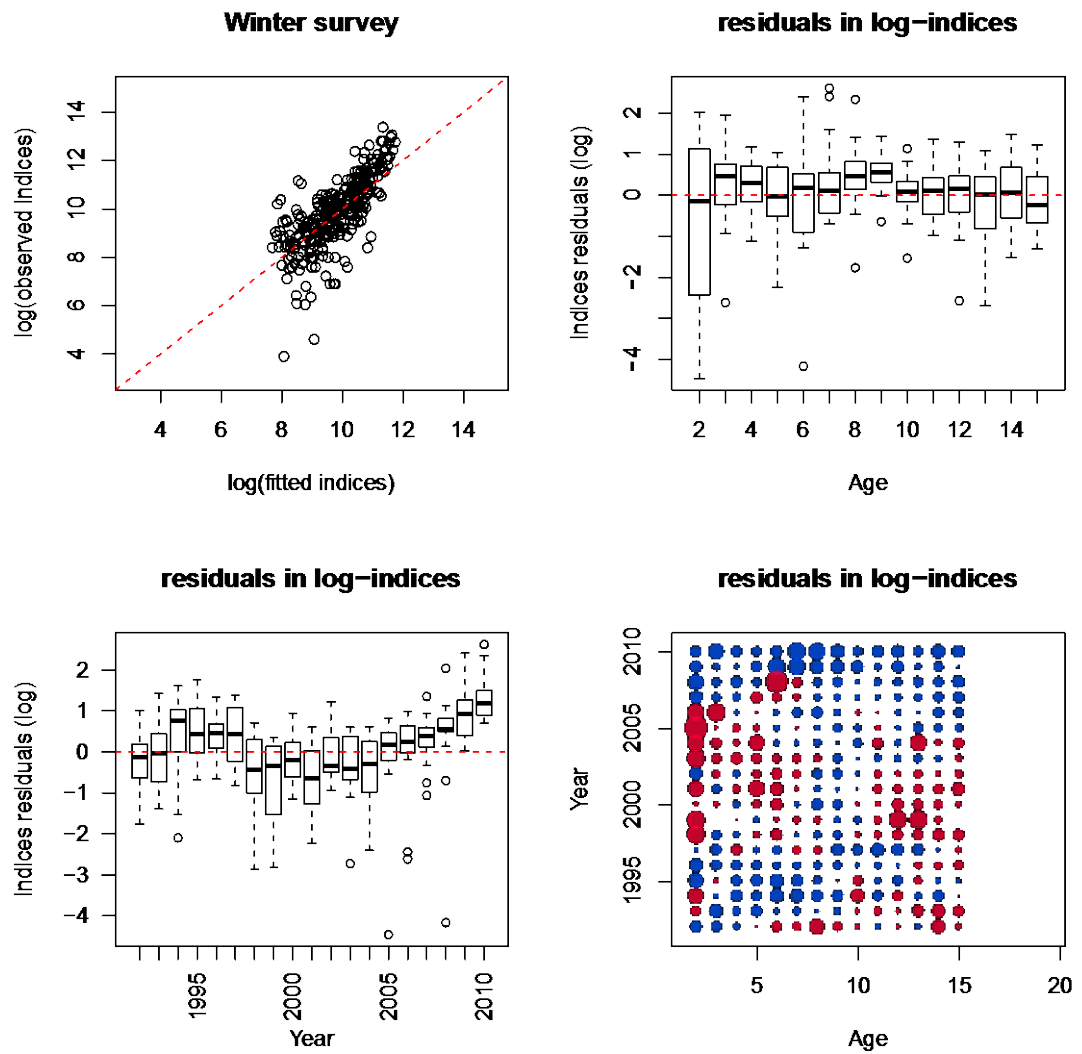 Winter survey
log(observed indices)
14
12
10
8
6
4
4 6 8 10 12 14
log(fitted indices)
residuals in log-indices
Indices residuals (log)
2
0
-2
-4
2 4 6 8 10 12 14
Age
residuals in log-indices
Indices residuals (log)
2
1
0
-1
-2
-3
-4
1995 2000 2005 2010
Year
residuals in log-indices
Year
2010
2005
2000
1995
5 10 15 20
Age